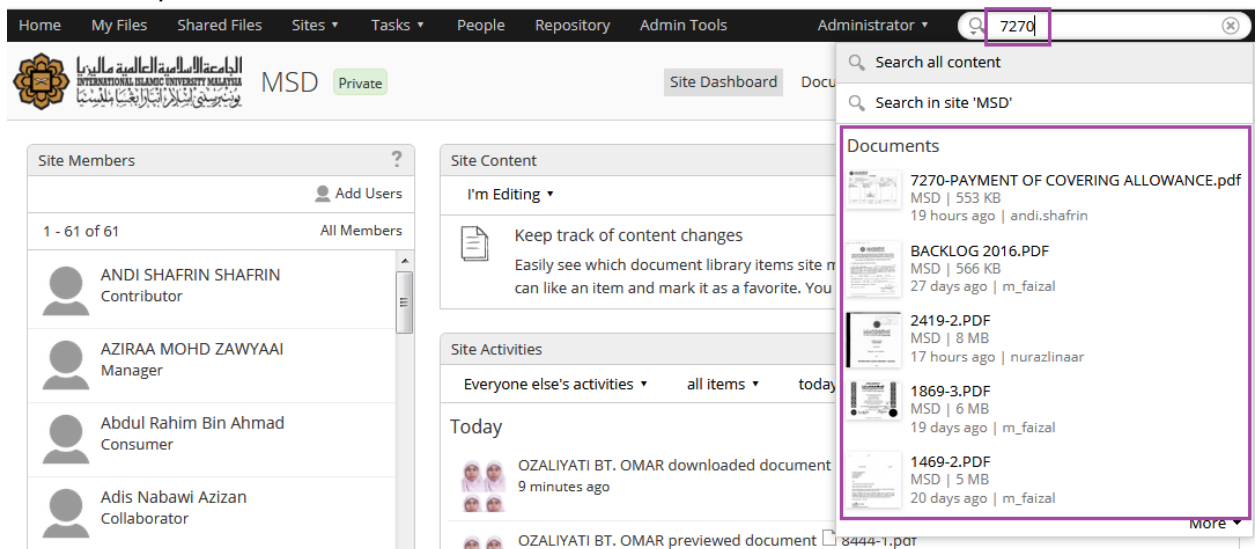 Home My Files Shared Files Sites ▾ Tasks ▾ People Repository Admin Tools Administrator ▾ 7270
الجامعة الإسلامية العالمية ماليزيا
INTERNATIONAL ISLAMIC UNIVERSITY MALAYSIA
MSD Private
Site Dashboard Docu
Search all content
Search in site 'MSD'
Site Members ?
Add Users
1 - 61 of 61 All Members
ANDI SHAFRIN SHAFRIN
Contributor
AZIRAA MOHD ZAWYAAI
Manager
Abdul Rahim Bin Ahmad
Consumer
Adis Nabawi Azizan
Collaborator
Site Content
I'm Editing ▾
Keep track of content changes
Easily see which document library items site m
can like an item and mark it as a favorite. You
Site Activities
Everyone else's activities ▾ all items ▾ today
Today
OZALIYATI BT. OMAR downloaded document
9 minutes ago
OZALIYATI BT. OMAR previewed document 8444-1.pdf
Documents
7270-PAYMENT OF COVERING ALLOWANCE.pdf
MSD | 553 KB
19 hours ago | andi.shafrin
BACKLOG 2016.PDF
MSD | 566 KB
27 days ago | m_faizal
2419-2.PDF
MSD | 8 MB
17 hours ago | nurazlinaar
1869-3.PDF
MSD | 6 MB
19 days ago | m_faizal
1469-2.PDF
MSD | 5 MB
20 days ago | m_faizal
More ▾